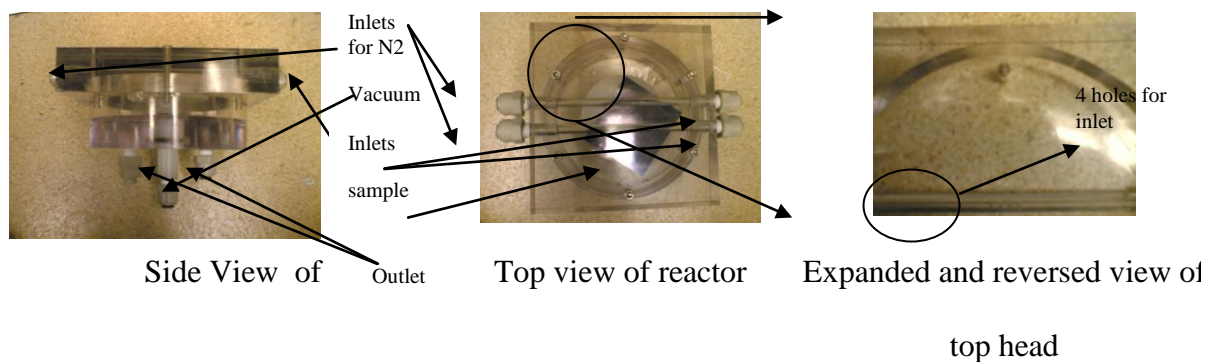 Inlets
for N2
Vacuum
Inlets
sample
Outlet
4 holes for
inlet
Side View of
Top view of reactor
Expanded and reversed view of
top head